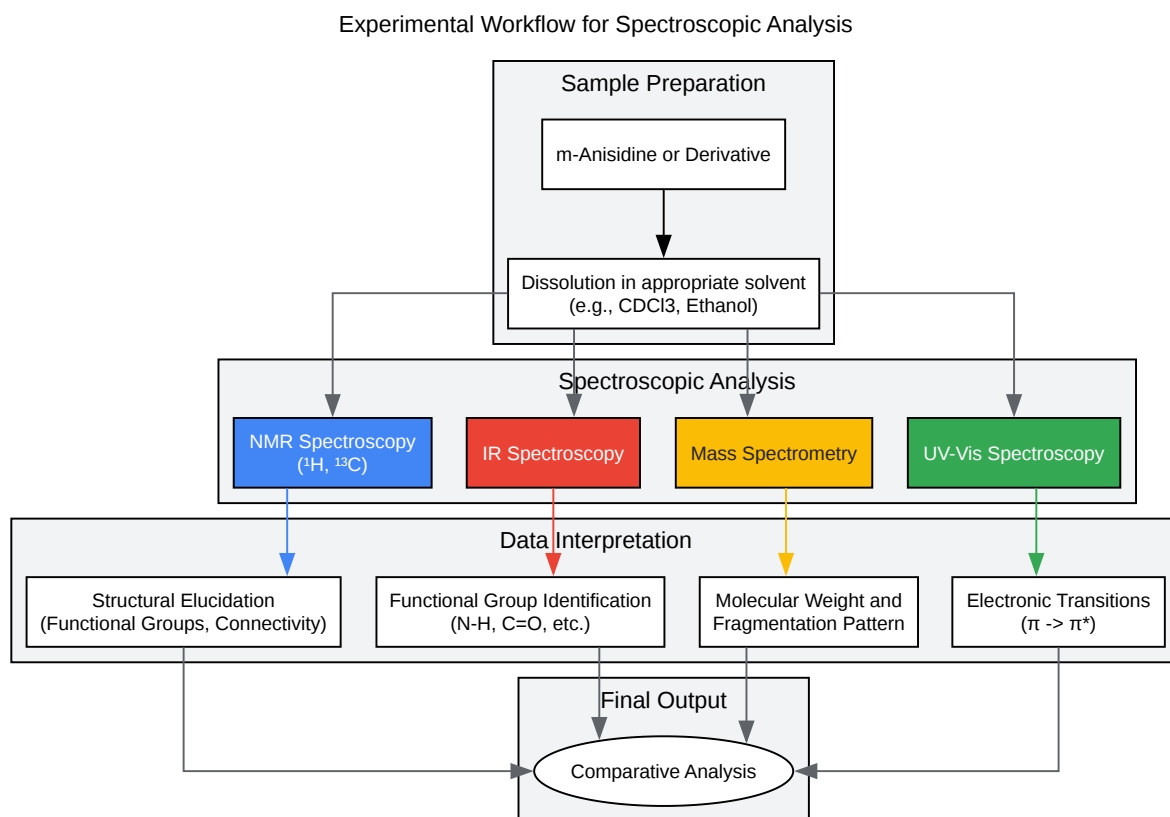 Experimental Workflow for Spectroscopic Analysis
Sample Preparation
m-Anisidine or Derivative
Dissolution in appropriate solvent
(e.g., CDCl3, Ethanol)
Spectroscopic Analysis
NMR Spectroscopy
(¹H, ¹³C)
IR Spectroscopy
Mass Spectrometry
UV-Vis Spectroscopy
Data Interpretation
Structural Elucidation
(Functional Groups, Connectivity)
Functional Group Identification
(N-H, C=O, etc.)
Molecular Weight and
Fragmentation Pattern
Electronic Transitions
(π -> π*)
Final Output
Comparative Analysis